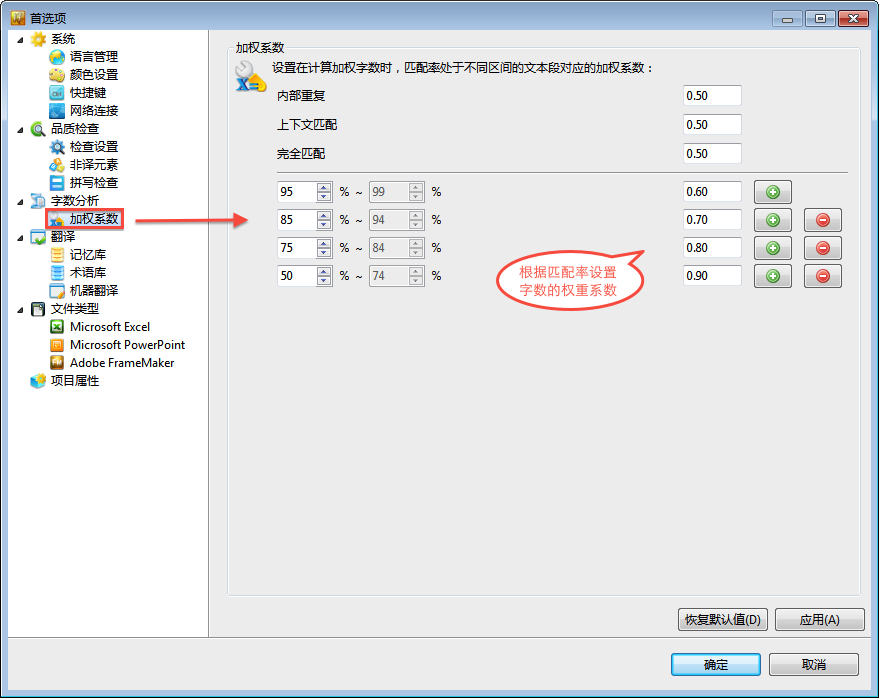 首选项
系统
语言管理
颜色设置
快捷键
网络连接
品质检查
检查设置
非译元素
拼写检查
字数分析
加权系数
翻译
记忆库
术语库
机器翻译
文件类型
Microsoft Excel
Microsoft PowerPoint
Adobe FrameMaker
项目属性
加权系数
设置在计算加权字数时，匹配率处于不同区间的文本段对应的加权系数：
内部重复 0.50
上下文匹配 0.50
完全匹配 0.50
95 % ~ 99 % 0.60
85 % ~ 94 % 0.70
75 % ~ 84 % 0.80
50 % ~ 74 % 0.90
根据匹配率设置
字数的权重系数
恢复默认值(D) 应用(A)
确定 取消